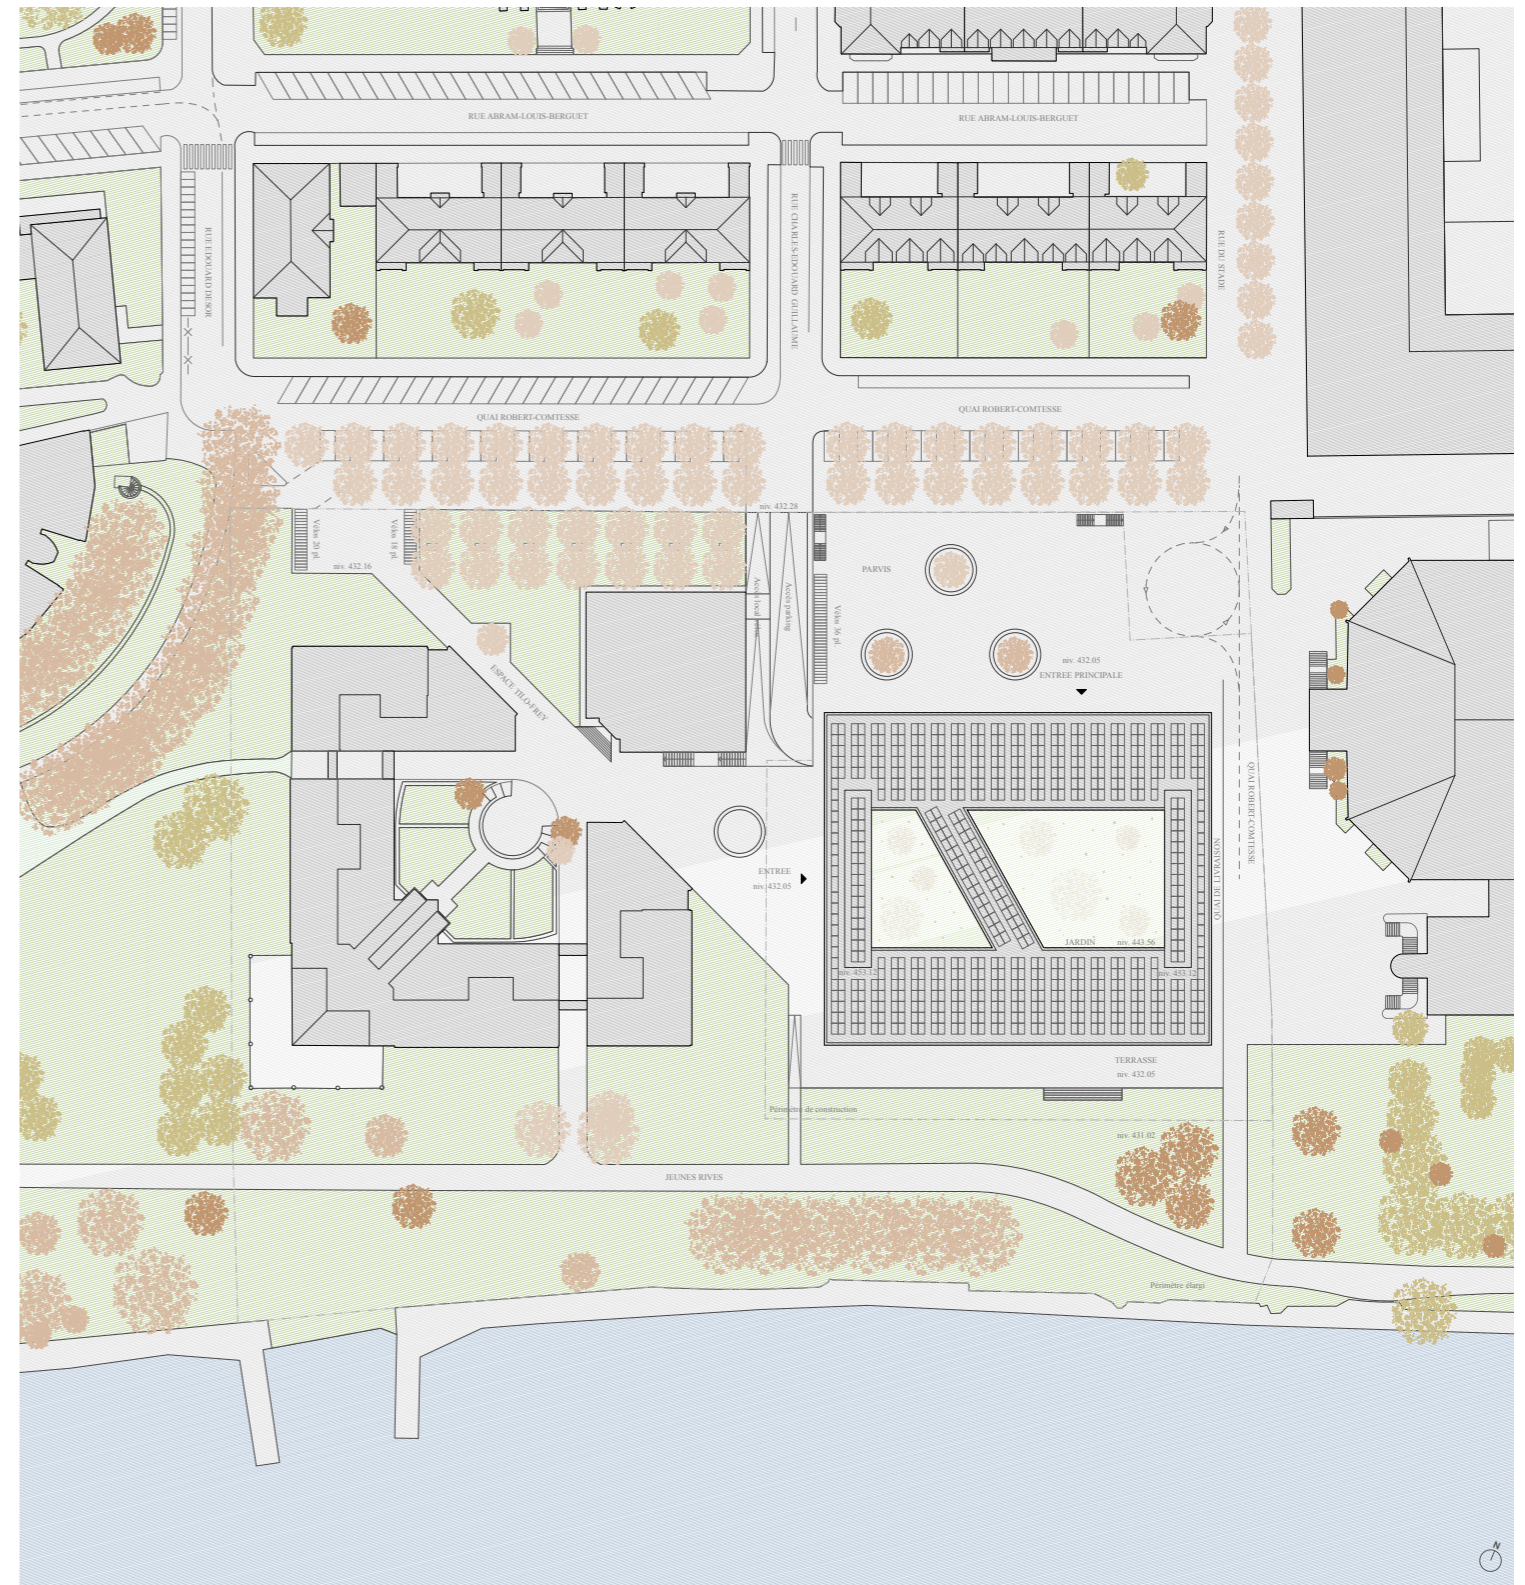 RUE ABRAM-LOUIS-BERGUET
RUE ABRAM-LOUIS-BERGUET
RUE EDOUARD DESOR
RUE CHARLES-EDOUARD GUILLAUME
RUE DU STADE
QUAI ROBERT-COMTESSE
QUAI ROBERT-COMTESSE
niv. 432.28
Vélos 20 pl.
Vélos 18 pl.
niv. 432.16
PARVIS
Accès local vélos
Accès parking
Vélos 36 pl.
niv. 432.05
ENTREE PRINCIPALE
ESPACE TILO-FREY
QUAI ROBERT-COMTESSE
ENTREE
niv. 432.05
QUAI DE LIVRAISON
JARDIN
niv. 443.56
niv. 453.12
niv. 453.12
TERRASSE
niv. 432.05
Périmètre de construction
niv. 431.02
JEUNES RIVES
Périmètre élargi
N